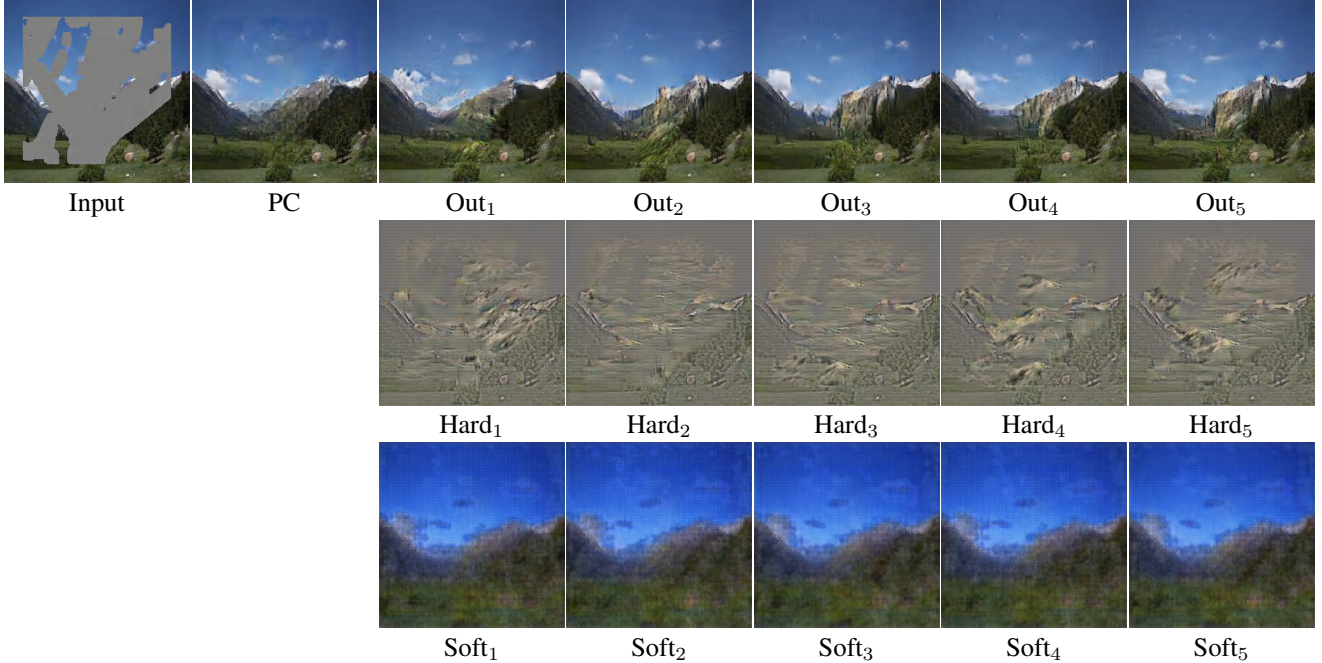 Input PC Out₁ Out₂ Out₃ Out₄ Out₅
Hard₁ Hard₂ Hard₃ Hard₄ Hard₅
Soft₁ Soft₂ Soft₃ Soft₄ Soft₅